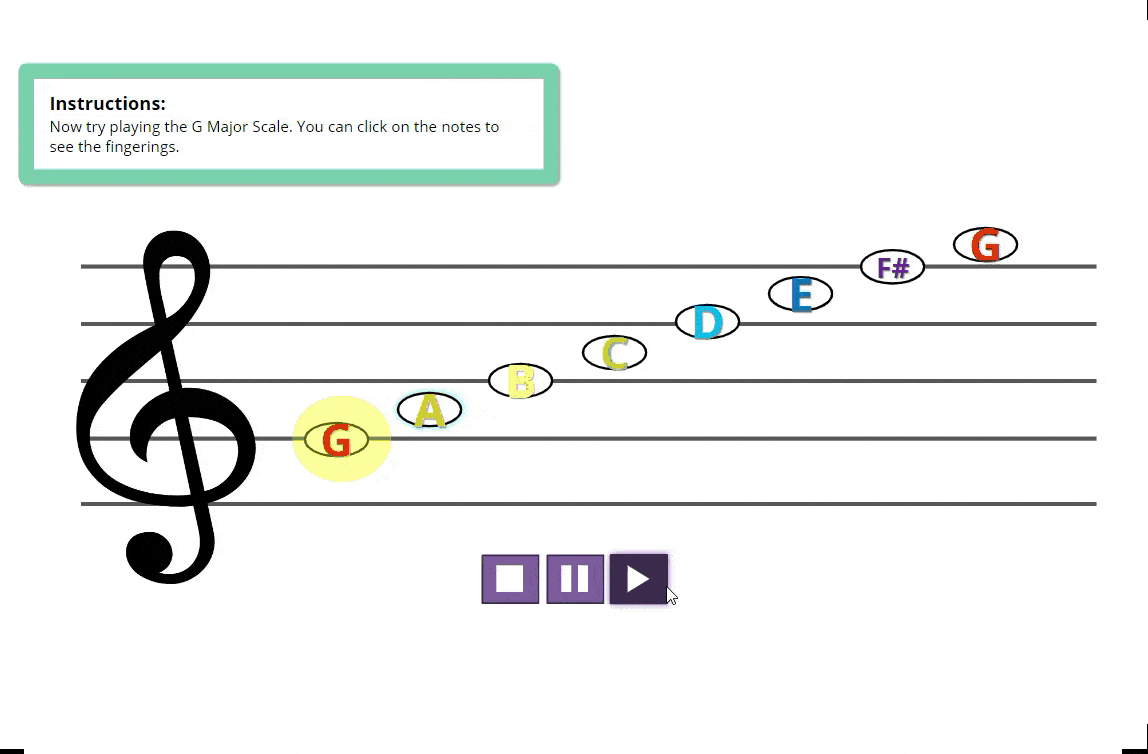 Instructions:
Now try playing the G Major Scale. You can click on the notes to
see the fingerings.
G A B C D E F# G